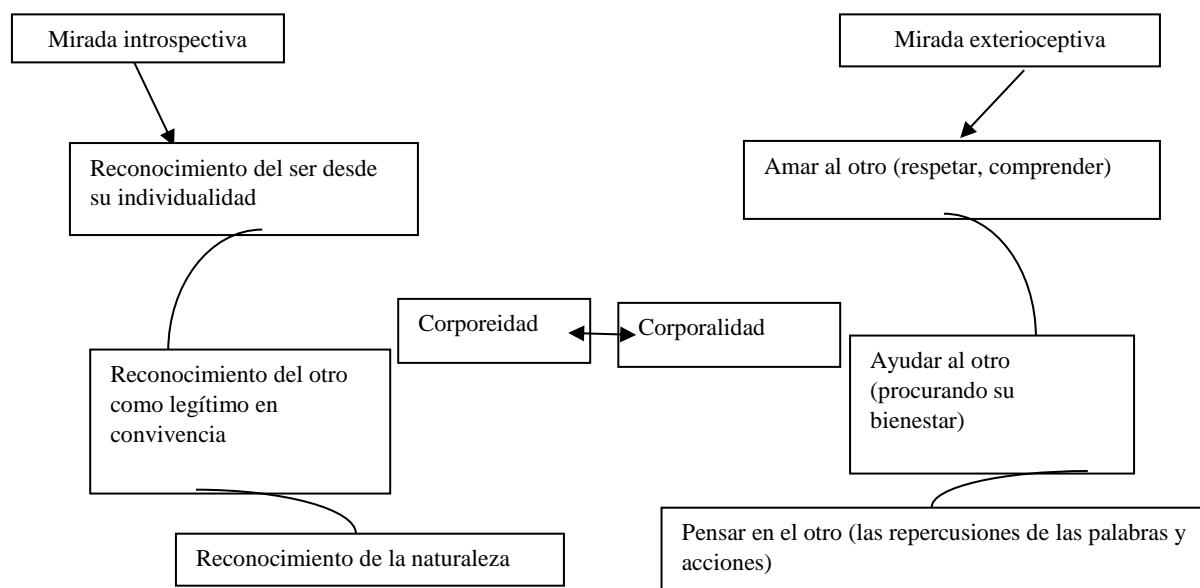 Mirada introspectiva
Mirada exterioceptiva
Reconocimiento del ser desde
su individualidad
Amar al otro (respetar, comprender)
Corporeidad
Corporalidad
Reconocimiento del otro
como legítimo en
convivencia
Ayudar al otro
(procurando su
bienestar)
Reconocimiento de la naturaleza
Pensar en el otro (las repercusiones de las palabras y
acciones)